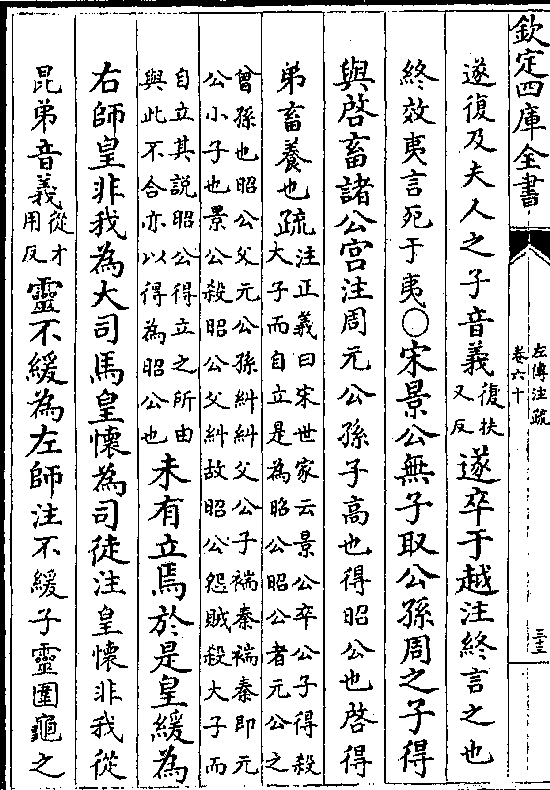 欽定四庫全書
左傳注疏
卷六十
三三
遂復及夫人之子音義復扶
又反遂卒于越注終言之也
終效夷言死于夷〇宋景公無子取公孫周之子得
與啓畜諸公宫注周元公孫子高也得昭公也啓得
弟畜養也疏注正義曰宋世家云景公卒公子得殺
大子而自立是為昭公昭公者元公之
曾孫也昭公父元公孫糾糾父公子褍秦褍秦即元
公小子也景公殺昭公父糾故昭公怨賊殺大子而
自立其說昭公得立之所由
與此不合亦以得為昭公也未有立焉於是皇緩為
右師皇非我為大司馬皇懷為司徒注皇懷非我從
昆弟音義從才
用反靈不緩為左師注不緩子靈圍龜之